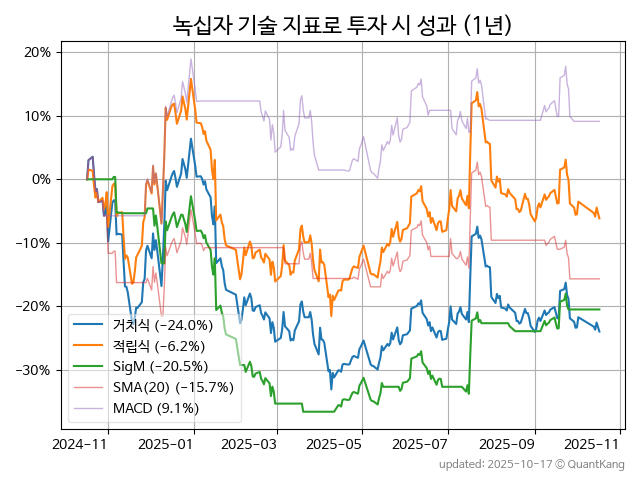 녹십자 기술 지표로 투자 시 성과 (1년)
20%
10%
0%
−10%
−20%
−30%
거치식 (−24.0%)
적립식 (−6.2%)
SigM (−20.5%)
SMA(20) (−15.7%)
MACD (9.1%)
2024−11 2025−01 2025−03 2025−05 2025−07 2025−09 2025−11
updated: 2025-10-17 © QuantKang